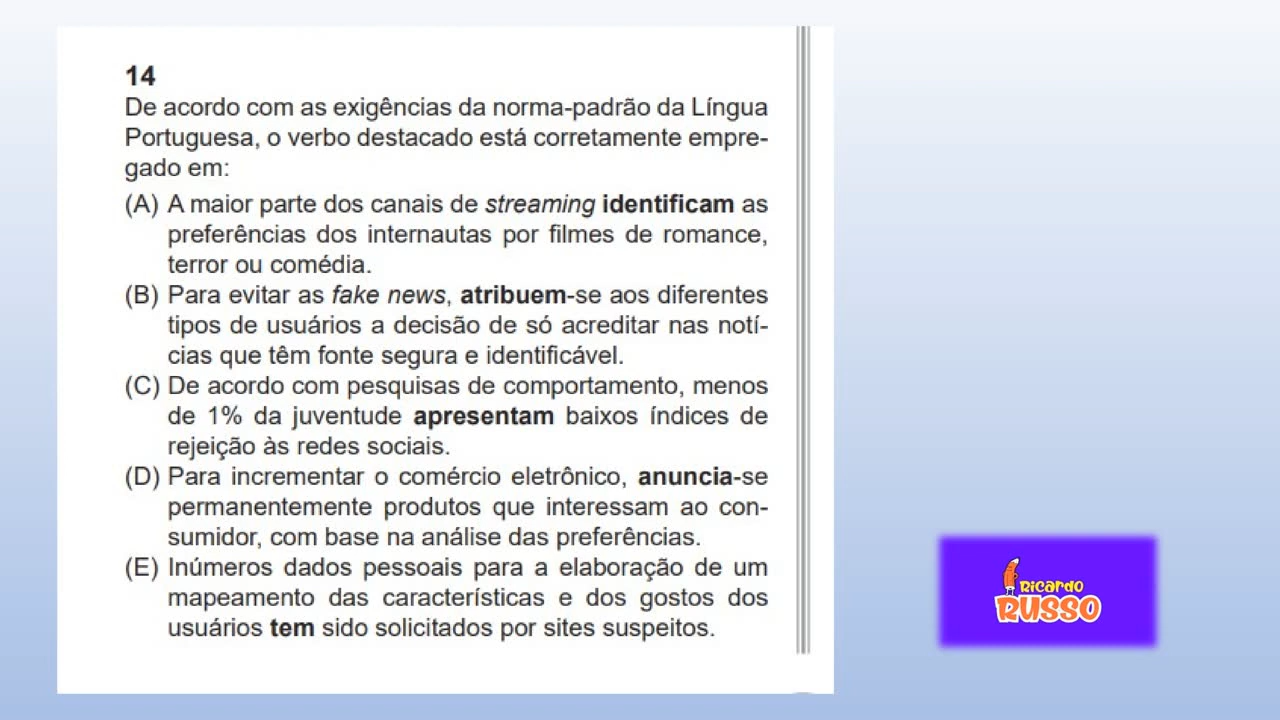 14
De acordo com as exigências da norma-padrão da Língua
Portuguesa, o verbo destacado está corretamente empre-
gado em:
(A) A maior parte dos canais de streaming identificam as
preferências dos internautas por filmes de romance,
terror ou comédia.
(B) Para evitar as fake news, atribuem-se aos diferentes
tipos de usuários a decisão de só acreditar nas notí-
cias que têm fonte segura e identificável.
(C) De acordo com pesquisas de comportamento, menos
de 1% da juventude apresentam baixos índices de
rejeição às redes sociais.
(D) Para incrementar o comércio eletrônico, anuncia-se
permanentemente produtos que interessam ao con-
sumidor, com base na análise das preferências.
(E) Inúmeros dados pessoais para a elaboração de um
mapeamento das características e dos gostos dos
usuários tem sido solicitados por sites suspeitos.
RICARDO
RUSSO